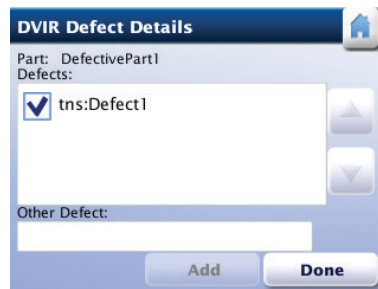 DVIR Defect Details
Part: DefectivePart1
Defects:
tns:Defect1
Other Defect:
Add Done